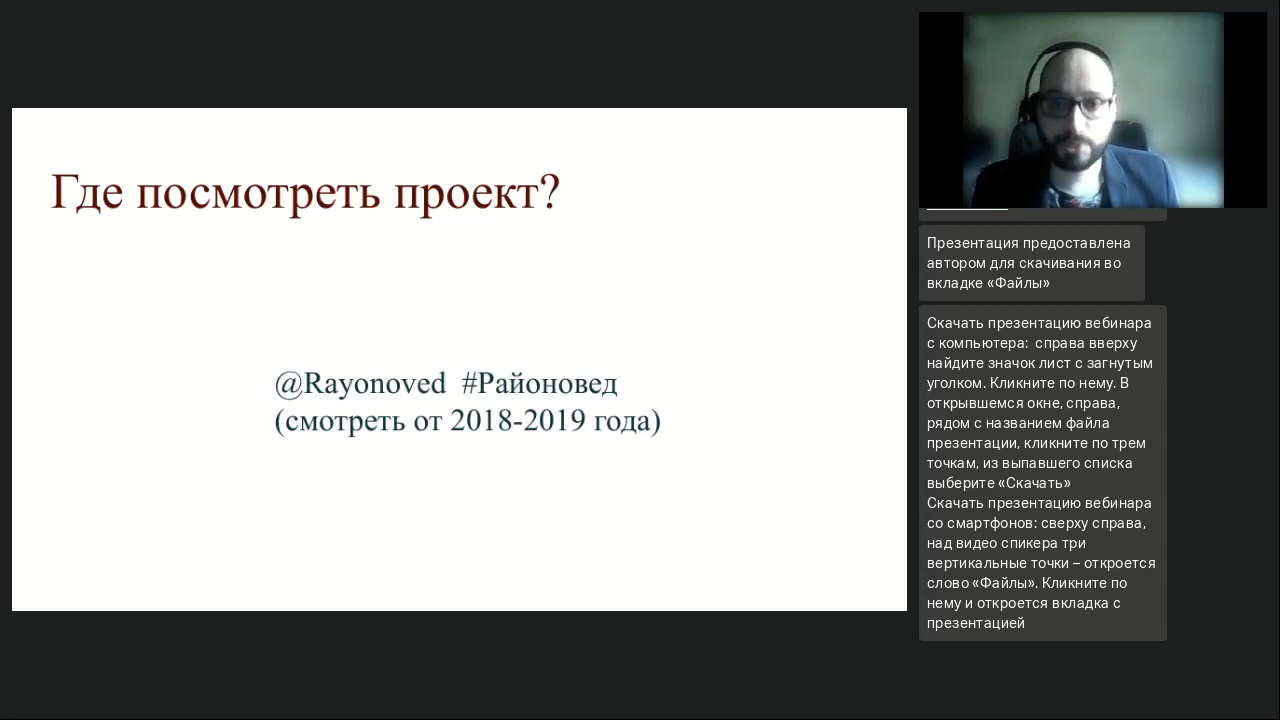 Где посмотреть проект?
@Rayonoved #Районовед
(смотреть от 2018-2019 года)
Презентация предоставлена
автором для скачивания во
вкладке «Файлы»
Скачать презентацию вебинара
с компьютера: справа вверху
найдите значок лист с загнутым
уголком. Кликните по нему. В
открывшемся окне, справа,
рядом с названием файла
презентации, кликните по трем
точкам, из выпавшего списка
выберите «Скачать»
Скачать презентацию вебинара
со смартфонов: сверху справа,
над видео спикера три
вертикальные точки – откроется
слово «Файлы». Кликните по
нему и откроется вкладка с
презентацией